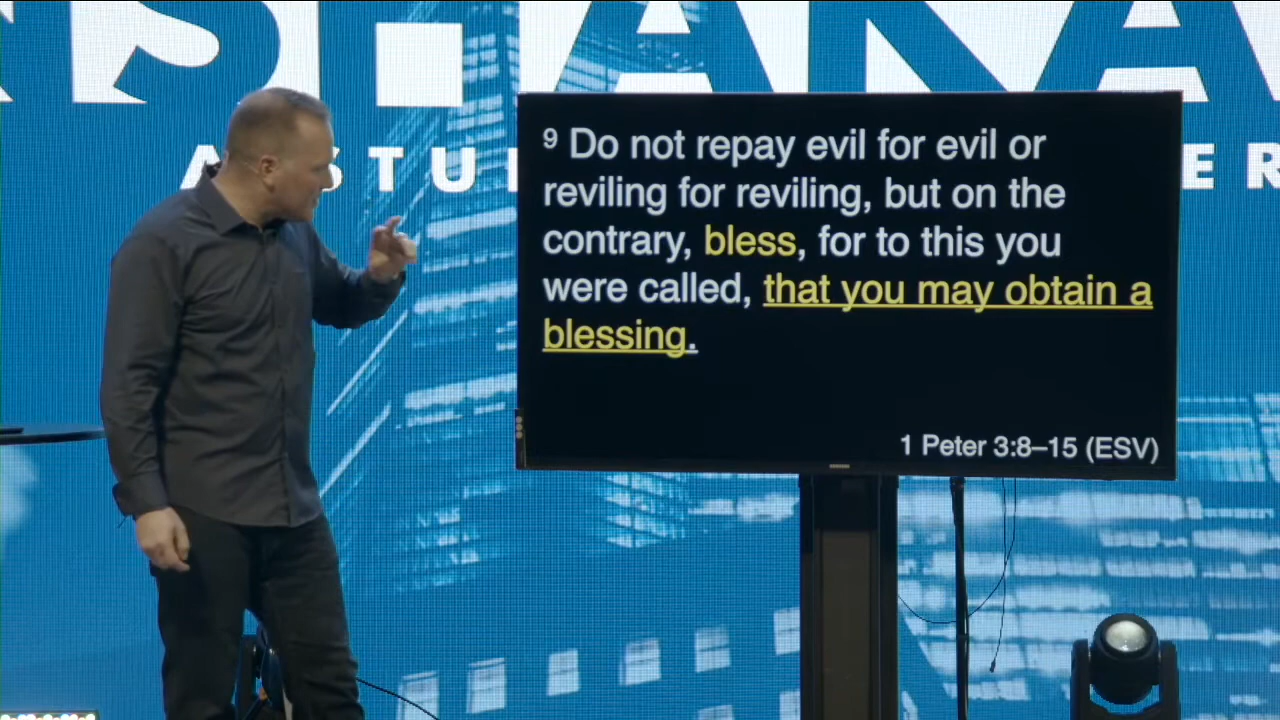 ⁹ Do not repay evil for evil or
reviling for reviling, but on the
contrary, bless, for to this you
were called, that you may obtain a
blessing.
1 Peter 3:8–15 (ESV)